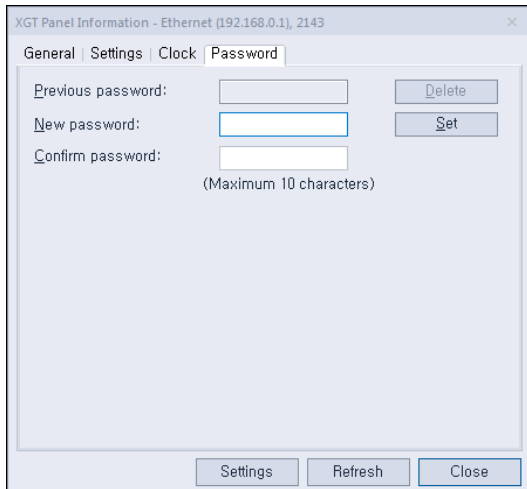 XGT Panel Information - Ethernet (192.168.0.1), 2143
General | Settings | Clock | Password
Previous password: Delete
New password: Set
Confirm password:
(Maximum 10 characters)
Settings Refresh Close